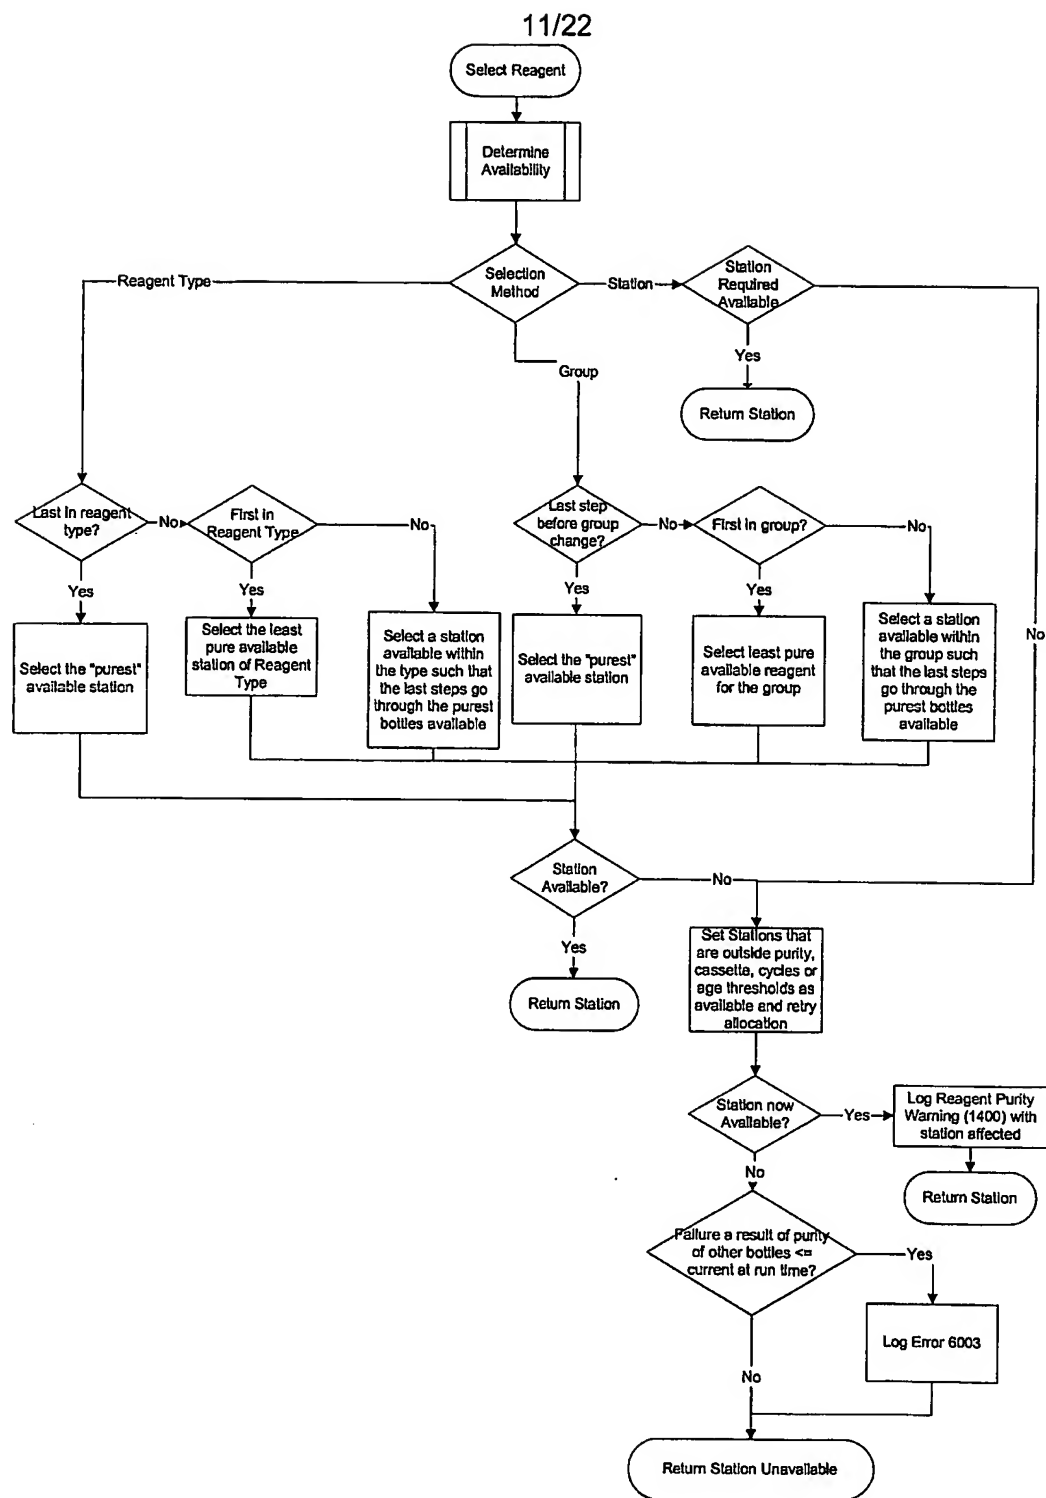 11/22
Select Reagent
Determine
Availability
Selection
Method
Reagent Type
Station
Station
Required
Available
Group
Yes
Return Station
Last in reagent
type?
No
First in
Reagent Type
No
Last step
before group
change?
No
First in group?
No
Yes
Yes
Yes
Yes
No
Select the "purest"
available station
Select the least
pure available
station of Reagent
Type
Select a station
available within
the type such that
the last steps go
through the purest
bottles available
Select the "purest"
available station
Select least pure
available reagent
for the group
Select a station
available within
the group such
that the last steps
go through the
purest bottles
available
Station
Available?
No
Yes
Return Station
Set Stations that
are outside purity,
cassette, cycles or
age thresholds as
available and retry
allocation
Station now
Available?
Yes
Log Reagent Purity
Warning (1400) with
station affected
No
Return Station
Failure a result of purity
of other bottles <=
current at run time?
Yes
Log Error 6003
No
Return Station Unavailable